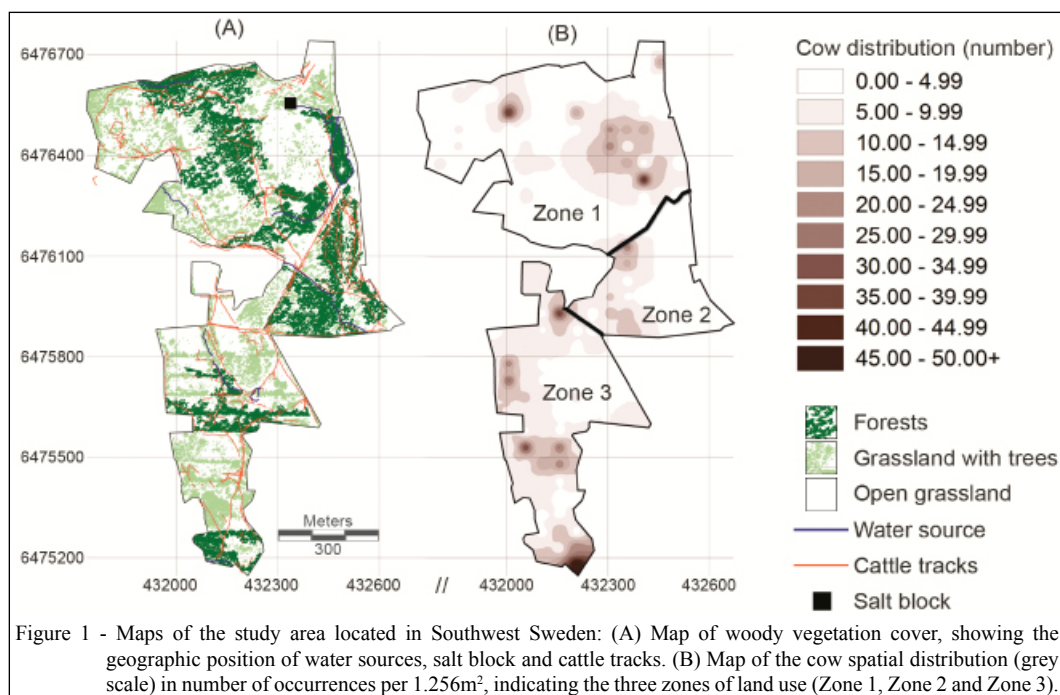 (A)
(B)
6476700
6476400
6476100
6475800
6475500
6475200
Zone 1
Zone 2
Zone 3
Meters
300
432000
432300
432600
//
432000
432300
432600
Cow distribution (number)
0.00 - 4.99
5.00 - 9.99
10.00 - 14.99
15.00 - 19.99
20.00 - 24.99
25.00 - 29.99
30.00 - 34.99
35.00 - 39.99
40.00 - 44.99
45.00 - 50.00+
Forests
Grassland with trees
Open grassland
Water source
Cattle tracks
Salt block
Figure 1 - Maps of the study area located in Southwest Sweden: (A) Map of woody vegetation cover, showing the
geographic position of water sources, salt block and cattle tracks. (B) Map of the cow spatial distribution (grey
scale) in number of occurrences per 1.256m², indicating the three zones of land use (Zone 1, Zone 2 and Zone 3).